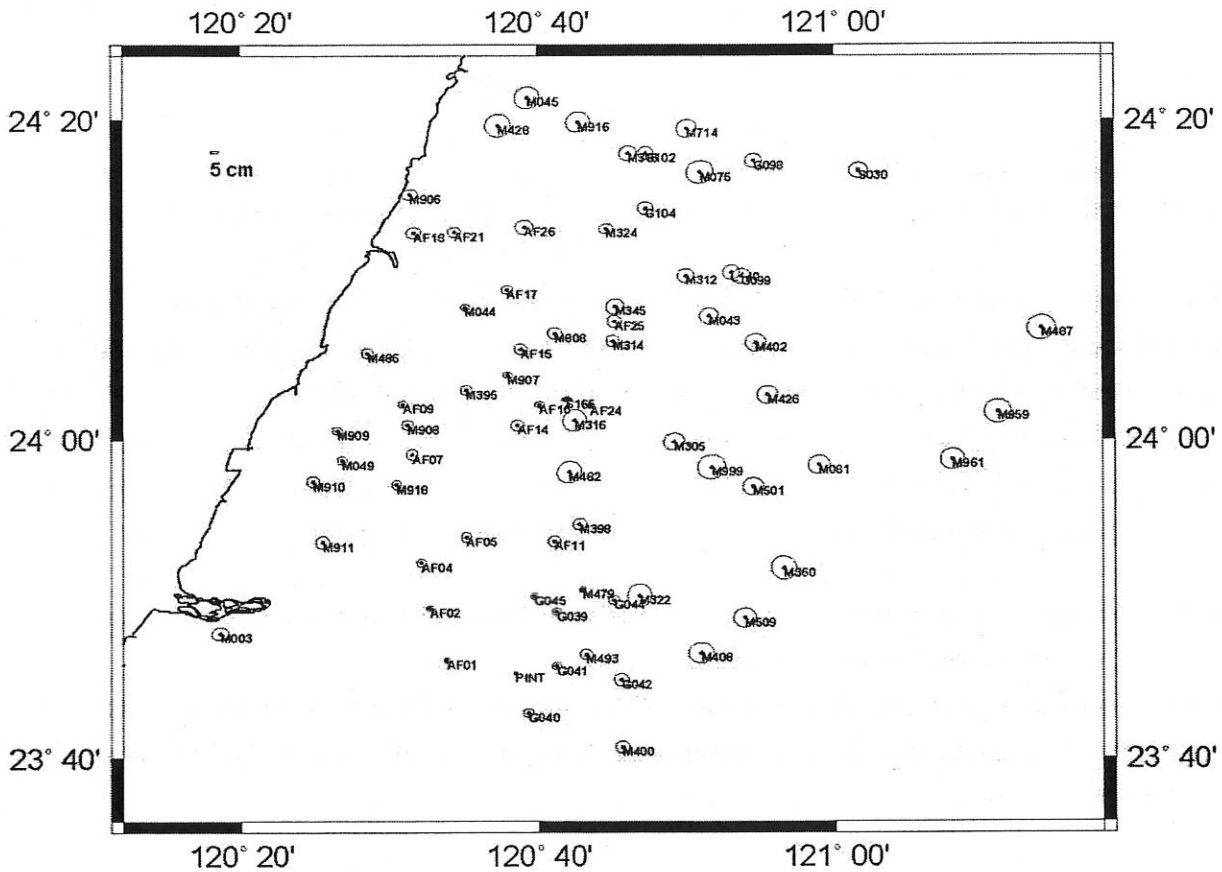 120° 20' 120° 40' 121° 00'
24° 20' 24° 20'
M045
M428 M916 M714
G102
M075 G098 S030
5 cm
M906
G104
AF18 AF21 AF26 M324
M312 G099
AF17
M044 M345 M043 M487
AF25
M808 M314 M402
M486 AF15
M907
M395 M426
AF09 AF16 AF24 M959
M316
24° 00' M909 M908 AF14 M305 24° 00'
M049 AF07 M999 M061 M961
M910 M918 M462 M501
M398
M911 AF05 AF11
AF04 M360
M479
G045 G044 M322
AF02 G039 M509
M003
AF01 M493 M408
PINT G041 G042
G040
M400
23° 40' 23° 40'
120° 20' 120° 40' 121° 00'